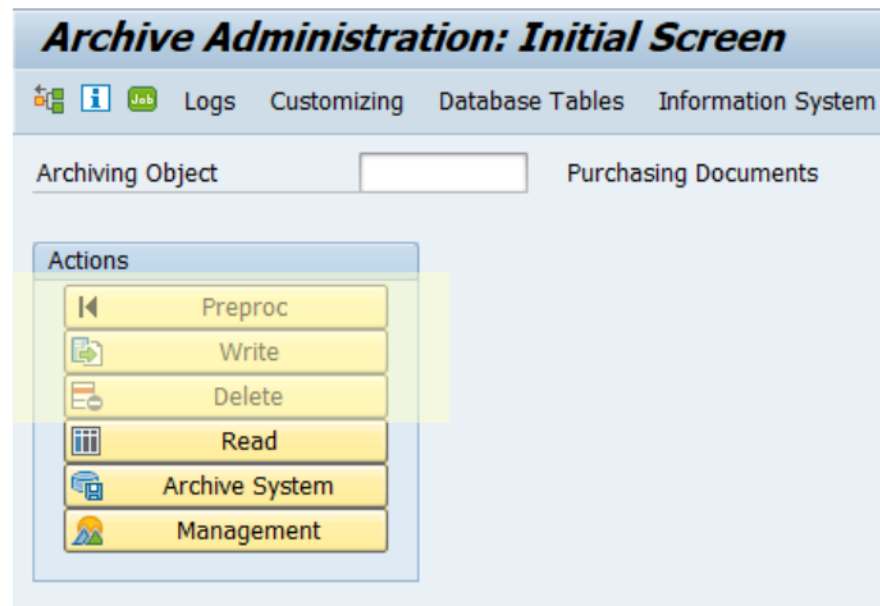 Archive Administration: Initial Screen
Job Logs Customizing Database Tables Information System
Archiving Object Purchasing Documents
Actions
Preproc
Write
Delete
Read
Archive System
Management